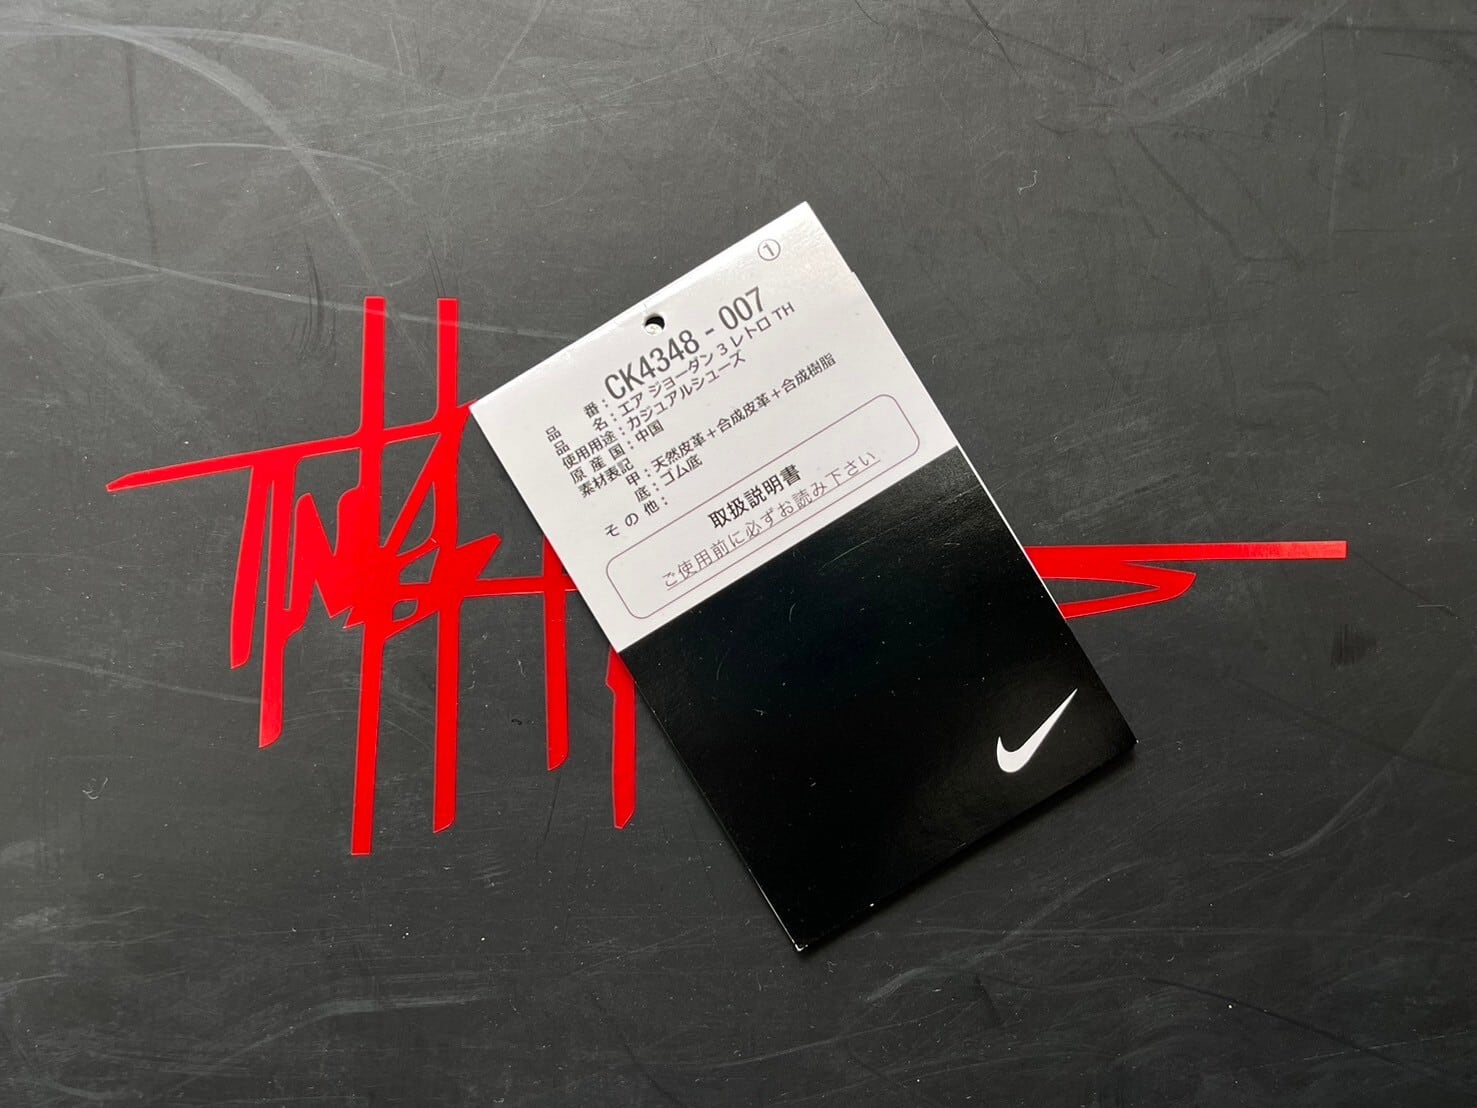 ①
品　　番：CK4348 - 007
品　　名：エア ジョーダン 3 レトロ TH
使用用途：カジュアルシューズ
原 産 国：中国
素材表記
甲：天然皮革＋合成皮革＋合成樹脂
底：ゴム底
そ の 他：
取扱説明書
ご使用前に必ずお読み下さい